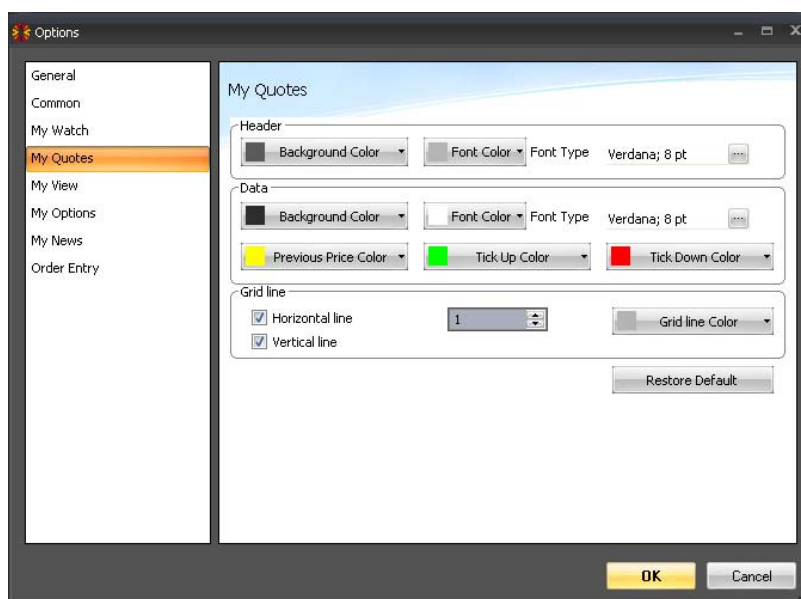 Options
General
Common
My Watch
My Quotes
My View
My Options
My News
Order Entry
My Quotes
Header
Background Color Font Color Font Type Verdana; 8 pt ...
Data
Background Color Font Color Font Type Verdana; 8 pt ...
Previous Price Color Tick Up Color Tick Down Color
Grid line
Horizontal line 1 Grid line Color
Vertical line
Restore Default
OK Cancel